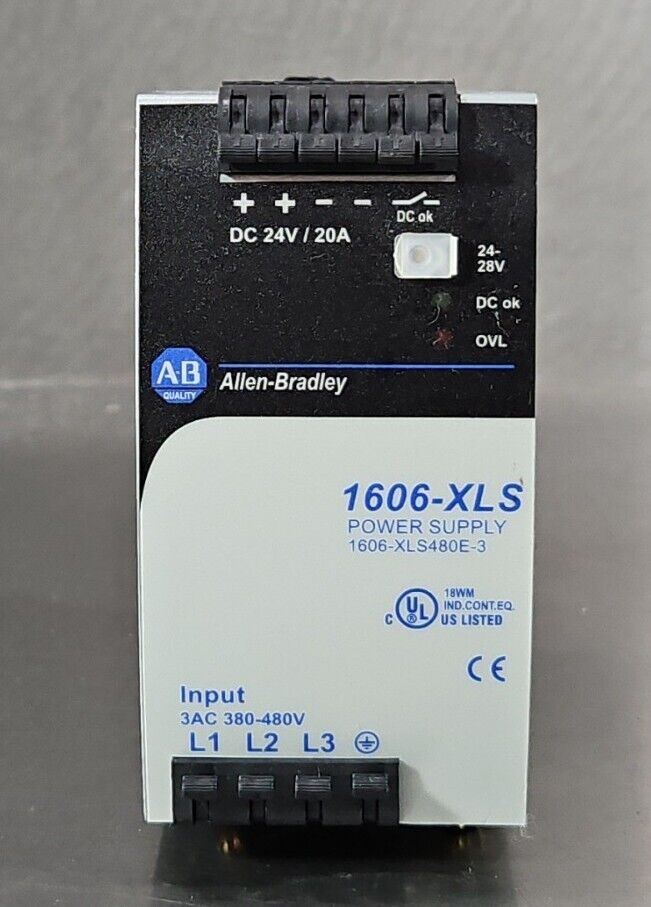 + + − −
DC ok
DC 24V / 20A
24-
28V
DC ok
OVL
AB
QUALITY
Allen-Bradley
1606-XLS
POWER SUPPLY
1606-XLS480E-3
C UL ®
18WM
IND.CONT.EQ.
US LISTED
CE
Input
3AC 380-480V
L1 L2 L3